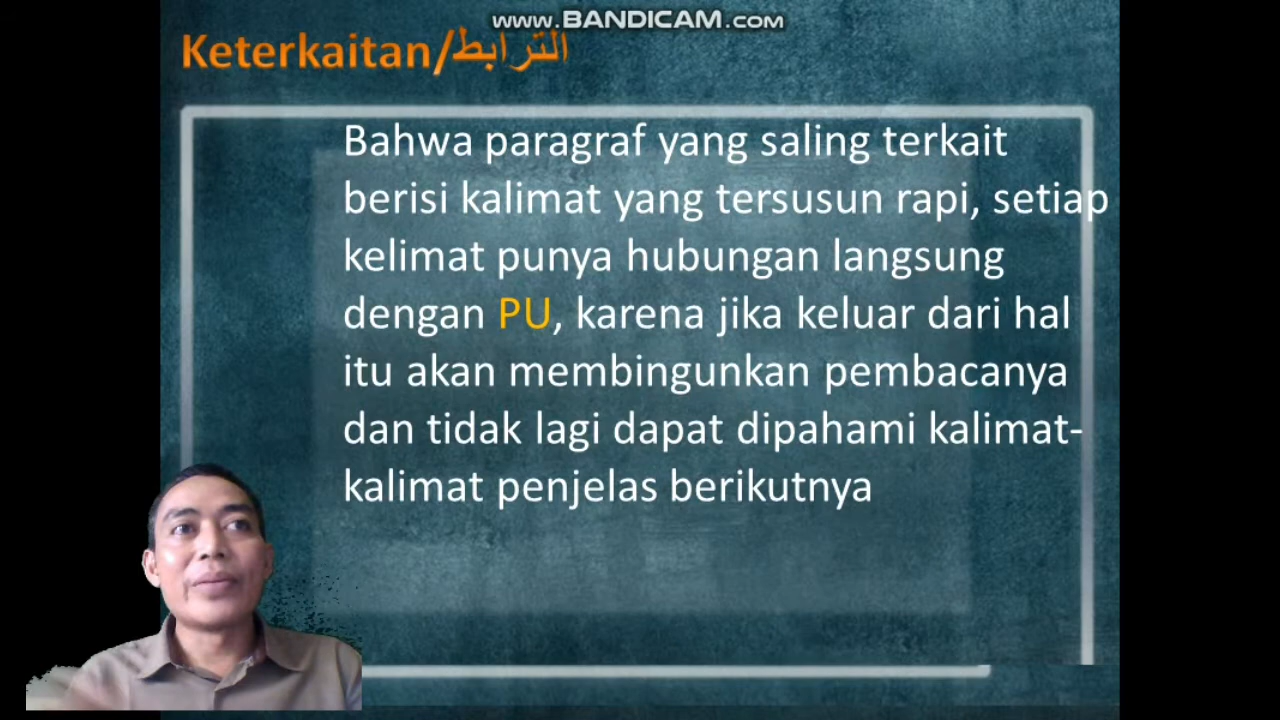 www.BANDICAM.com
Keterkaitan/الترابط
Bahwa paragraf yang saling terkait
berisi kalimat yang tersusun rapi, setiap
kelimat punya hubungan langsung
dengan PU, karena jika keluar dari hal
itu akan membingunkan pembacanya
dan tidak lagi dapat dipahami kalimat-
kalimat penjelas berikutnya